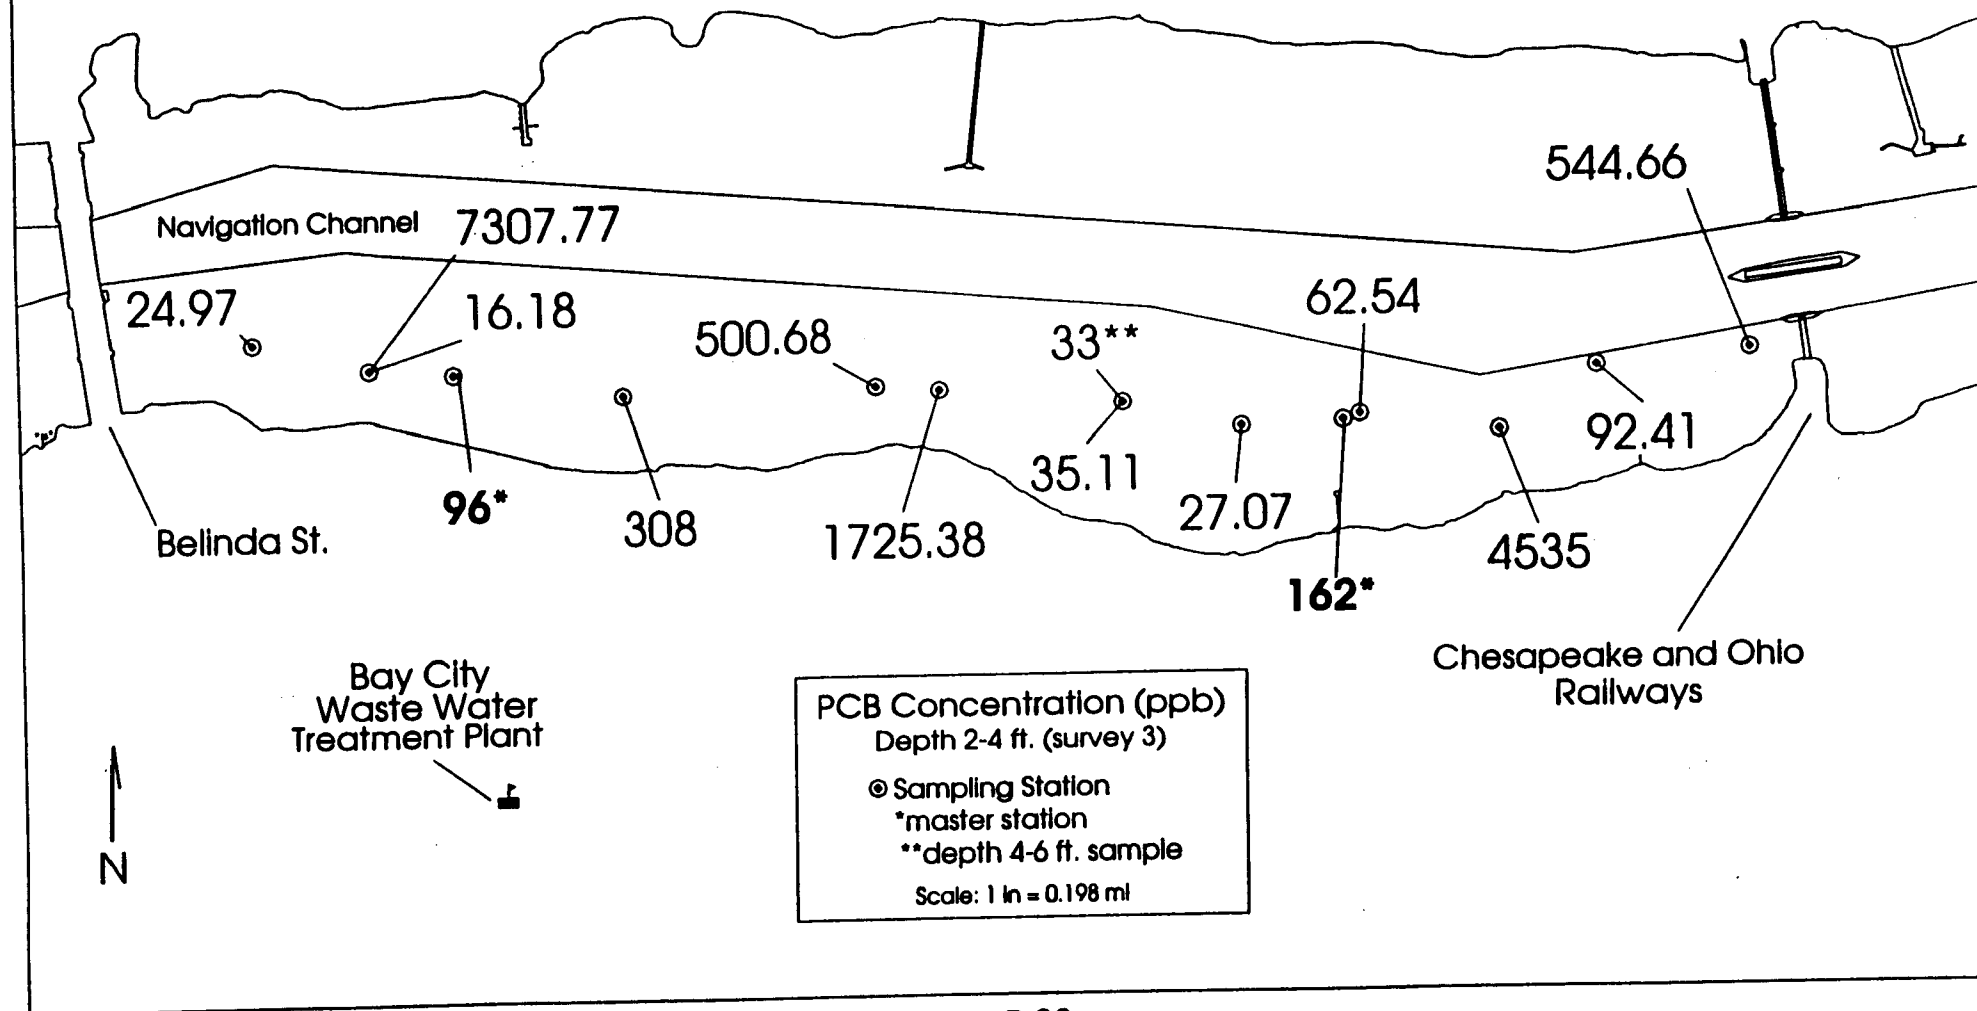 544.66
Navigation Channel
7307.77
24.97
16.18
62.54
500.68
33**
92.41
35.11
96*
27.07
308
1725.38
4535
Belinda St.
162*
Chesapeake and Ohio
Railways
Bay City
Waste Water
Treatment Plant
PCB Concentration (ppb)
Depth 2-4 ft. (survey 3)
Sampling Station
*master station
**depth 4-6 ft. sample
Scale: 1 in = 0.198 mi
N